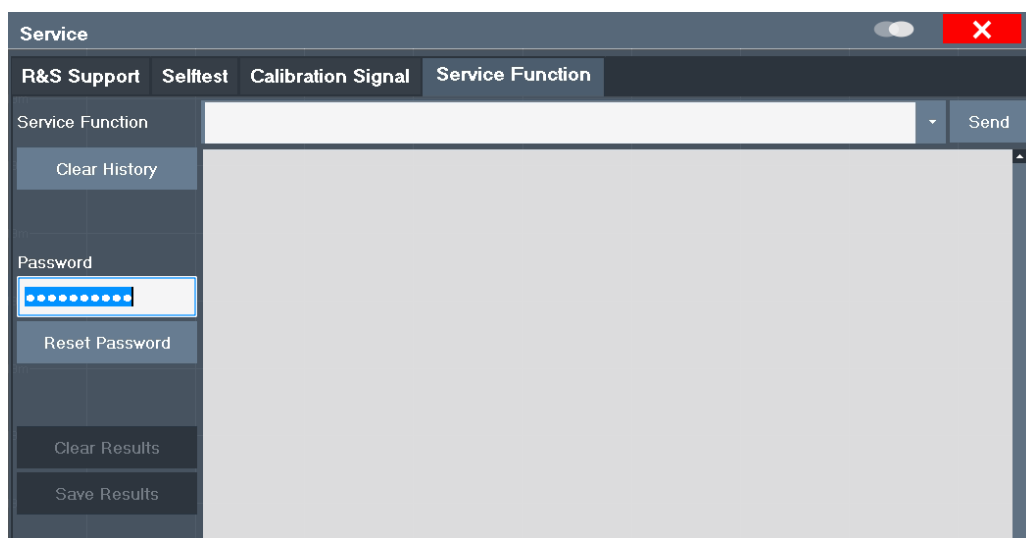 Service
R&S Support Selftest Calibration Signal Service Function
Service Function Send
Clear History
Password
Reset Password
Clear Results
Save Results